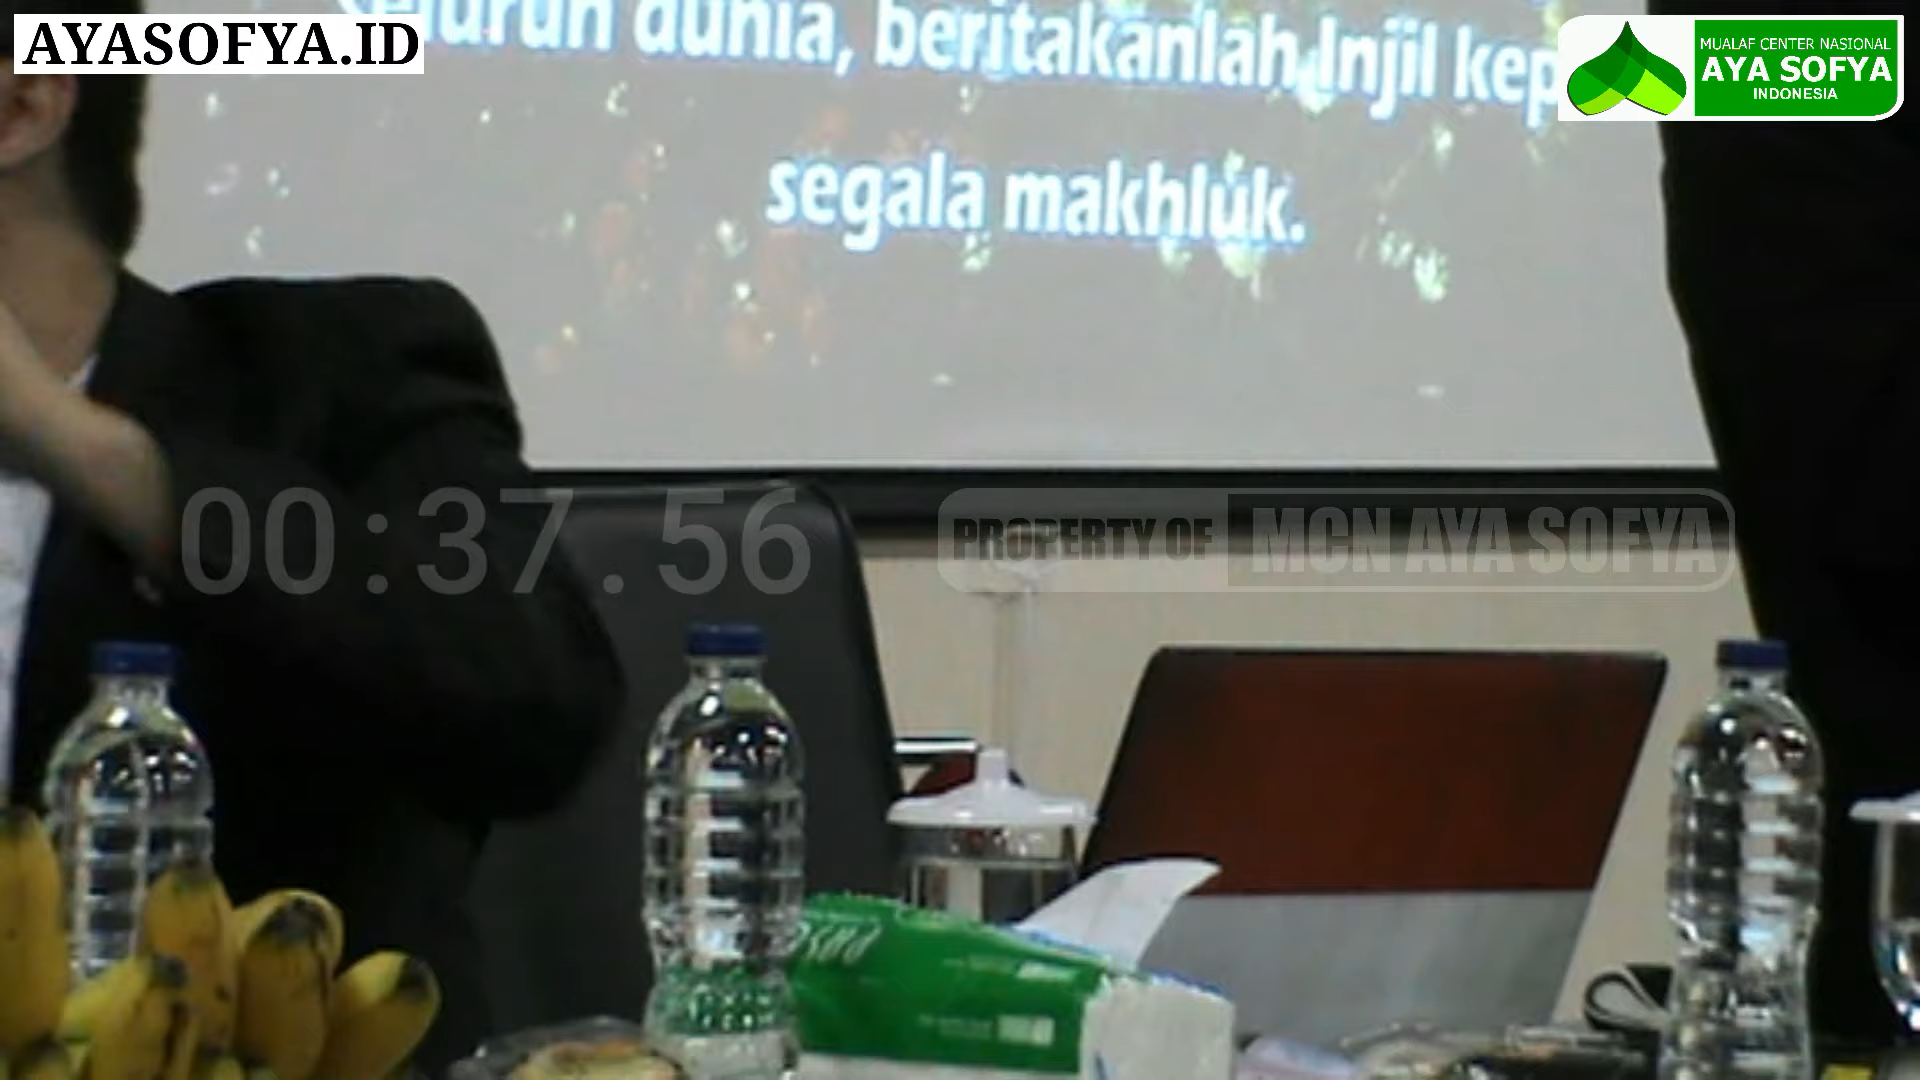 AYASOFYA.ID
dunia, beritakanlah Injil kep
segala makhluk.
MUALAF CENTER NASIONAL
AYA SOFYA
INDONESIA
00:37.56
PROPERTY OF MCN AYA SOFYA